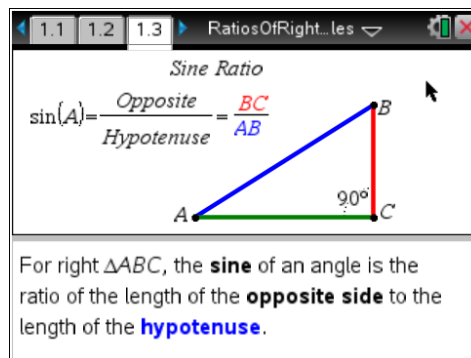 1.1 1.2 1.3 RatiosOfRight...les
Sine Ratio
sin(A)=Opposite/Hypotenuse=BC/AB
B
90°
A C
For right ΔABC, the sine of an angle is the
ratio of the length of the opposite side to the
length of the hypotenuse.